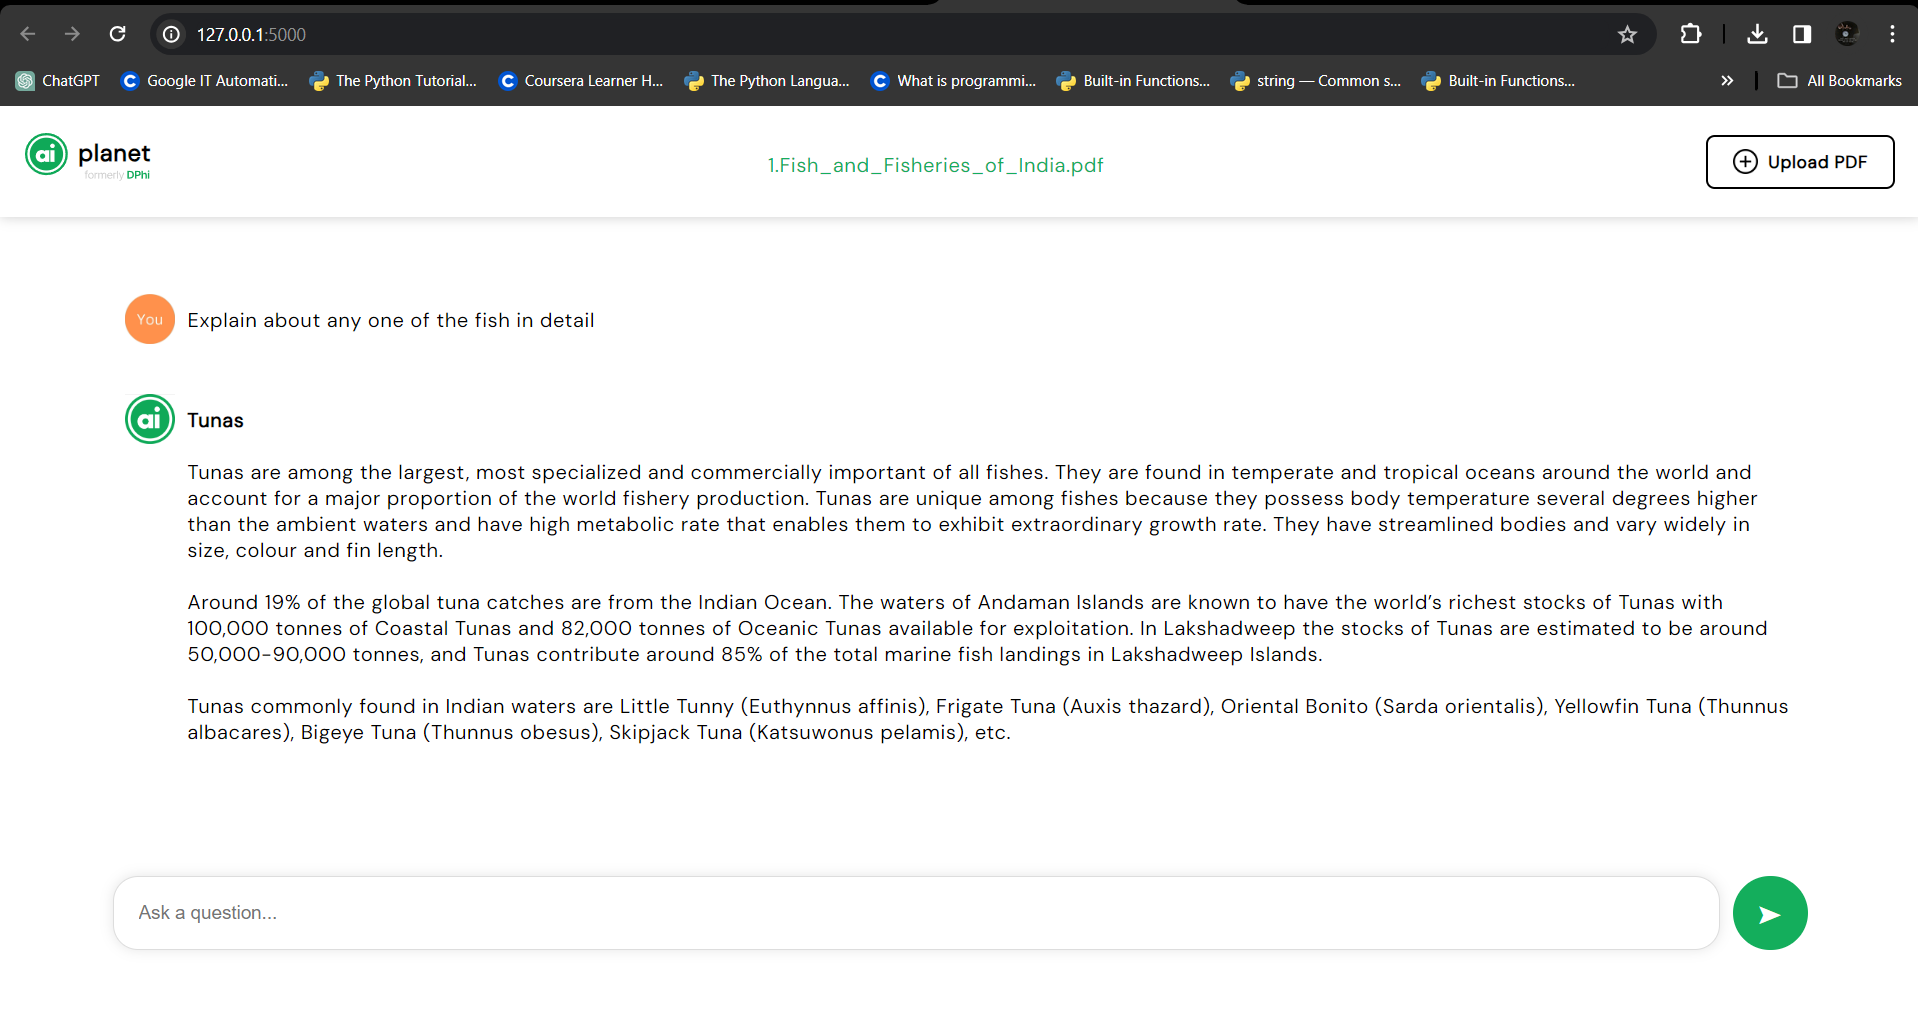 127.0.0.1:5000
ChatGPT
Google IT Automati...
The Python Tutorial...
Coursera Learner H...
The Python Langua...
What is programmi...
Built-in Functions...
string — Common s...
Built-in Functions...
All Bookmarks
ai planet
formerly DPhi
1.Fish_and_Fisheries_of_India.pdf
Upload PDF
You
Explain about any one of the fish in detail
ai
Tunas
Tunas are among the largest, most specialized and commercially important of all fishes. They are found in temperate and tropical oceans around the world and
account for a major proportion of the world fishery production. Tunas are unique among fishes because they possess body temperature several degrees higher
than the ambient waters and have high metabolic rate that enables them to exhibit extraordinary growth rate. They have streamlined bodies and vary widely in
size, colour and fin length.
Around 19% of the global tuna catches are from the Indian Ocean. The waters of Andaman Islands are known to have the world’s richest stocks of Tunas with
100,000 tonnes of Coastal Tunas and 82,000 tonnes of Oceanic Tunas available for exploitation. In Lakshadweep the stocks of Tunas are estimated to be around
50,000-90,000 tonnes, and Tunas contribute around 85% of the total marine fish landings in Lakshadweep Islands.
Tunas commonly found in Indian waters are Little Tunny (Euthynnus affinis), Frigate Tuna (Auxis thazard), Oriental Bonito (Sarda orientalis), Yellowfin Tuna (Thunnus
albacares), Bigeye Tuna (Thunnus obesus), Skipjack Tuna (Katsuwonus pelamis), etc.
Ask a question...